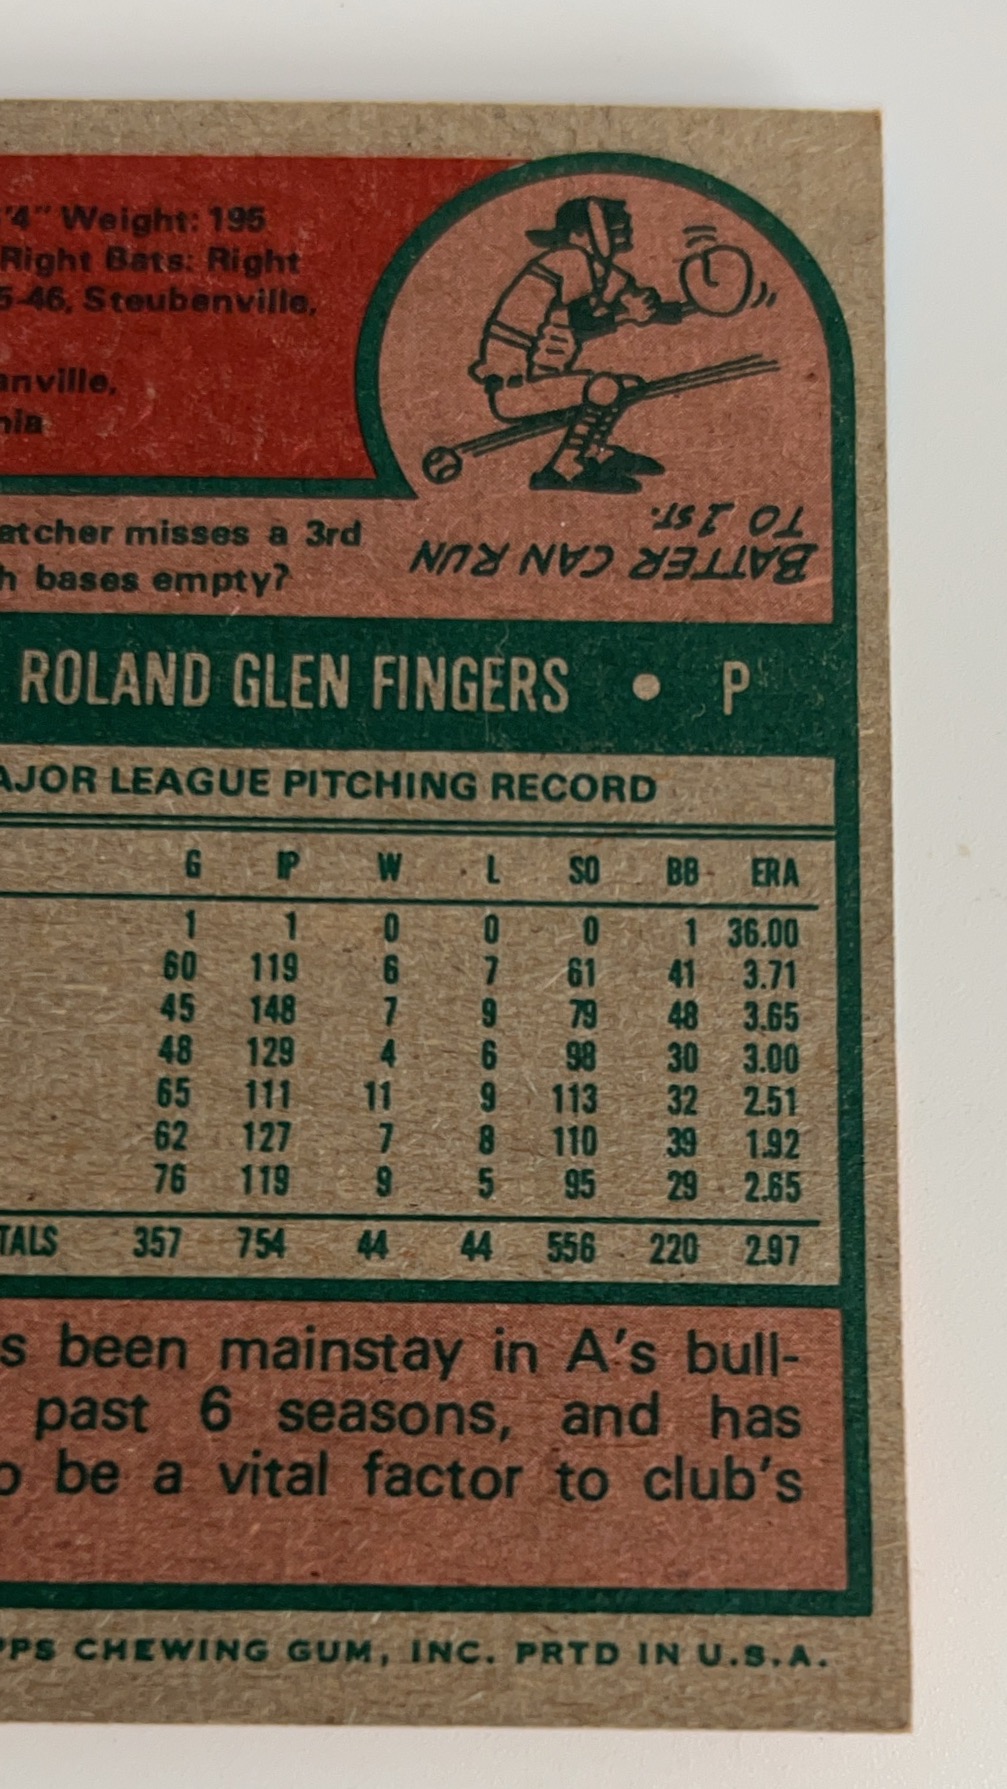 '4" Weight: 195
Right Bats: Right
5-46, Steubenville,
anville,
nia
atcher misses a 3rd
h bases empty?
BATTER CAN RUN
TO 1ST.
ROLAND GLEN FINGERS • P
AJOR LEAGUE PITCHING RECORD
G IP W L SO BB ERA
1 1 0 0 0 1 36.00
60 119 6 7 61 41 3.71
45 148 7 9 79 48 3.65
48 129 4 6 98 30 3.00
65 111 11 9 113 32 2.51
62 127 7 8 110 39 1.92
76 119 9 5 95 29 2.65
TALS 357 754 44 44 556 220 2.97
s been mainstay in A's bull-
past 6 seasons, and has
o be a vital factor to club's
PPS CHEWING GUM, INC. PRTD IN U.S.A.